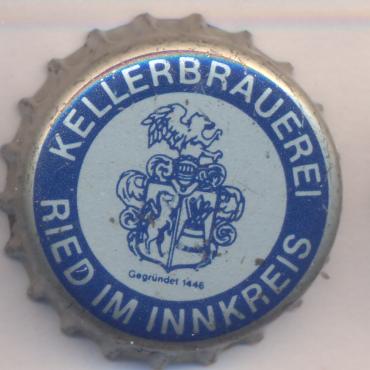 KELLERBRAUEREI
Gegründet 1446
RIED IM INNKREIS